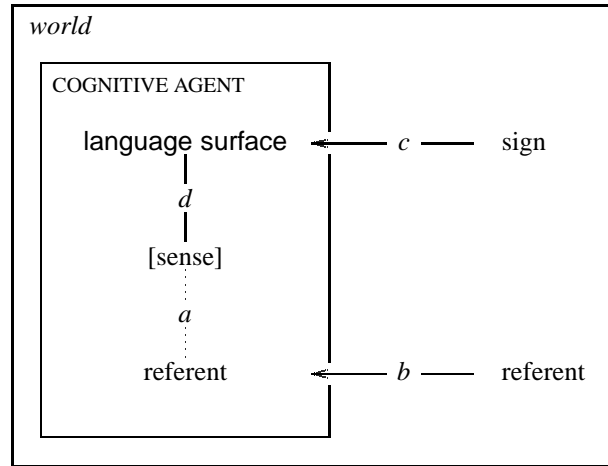 world
COGNITIVE AGENT
language surface c sign
d
[sense]
a
referent b referent